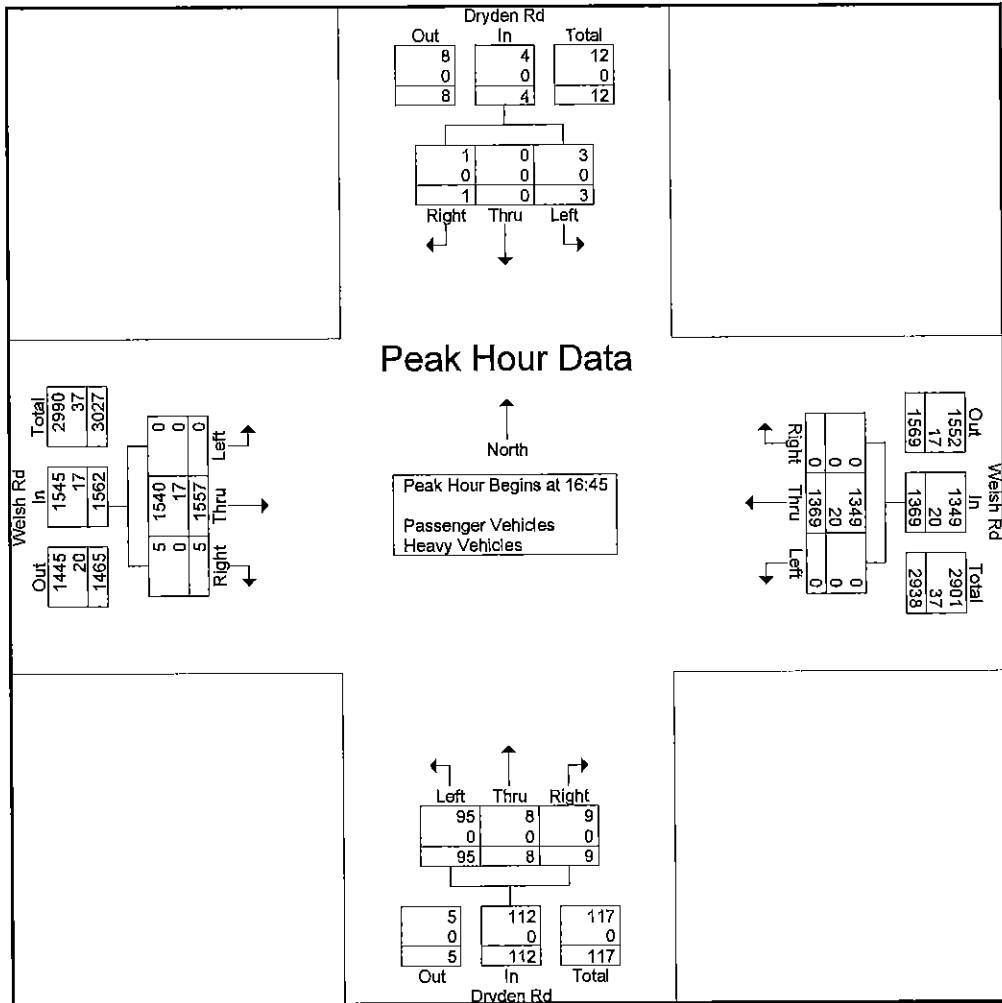 Dryden Rd
Out In Total
8 4 12
0 0 0
8 4 12
1 0 3
0 0 0
1 0 3
Right Thru Left
Peak Hour Data
North
Peak Hour Begins at 16:45
Passenger Vehicles
Heavy Vehicles
Welsh Rd
Out In Total
1445 1545 2990
20 17 37
1465 1562 3027
Right Thru Left
5 1540 0
0 17 0
5 1557 0
Welsh Rd
Out In Total
1552 1349 2901
17 20 37
1569 1369 2938
Right Thru Left
0 1349 0
0 20 0
0 1369 0
Left Thru Right
95 8 9
0 0 0
95 8 9
5 112 117
0 0 0
5 112 117
Out In Total
Dryden Rd